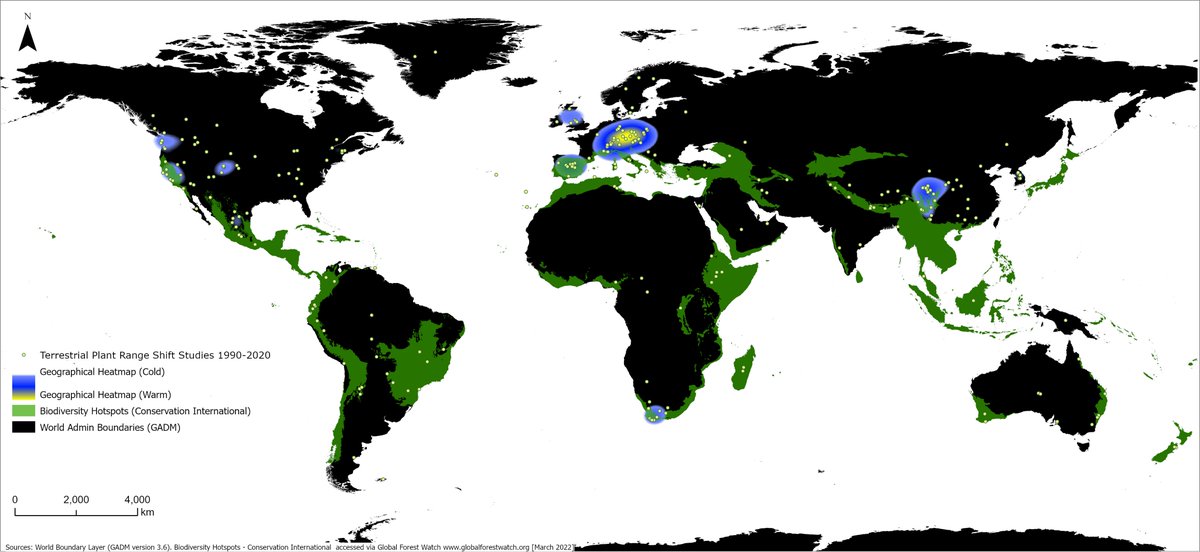 N
Terrestrial Plant Range Shift Studies 1990-2020
Geographical Heatmap (Cold)
Geographical Heatmap (Warm)
Biodiversity Hotspots (Conservation International)
World Admin Boundaries (GADM)
0 2,000 4,000
km
Sources: World Boundary Layer (GADM version 3.6). Biodiversity Hotspots - Conservation International accessed via Global Forest Watch www.globalforestwatch.org [March 2022]